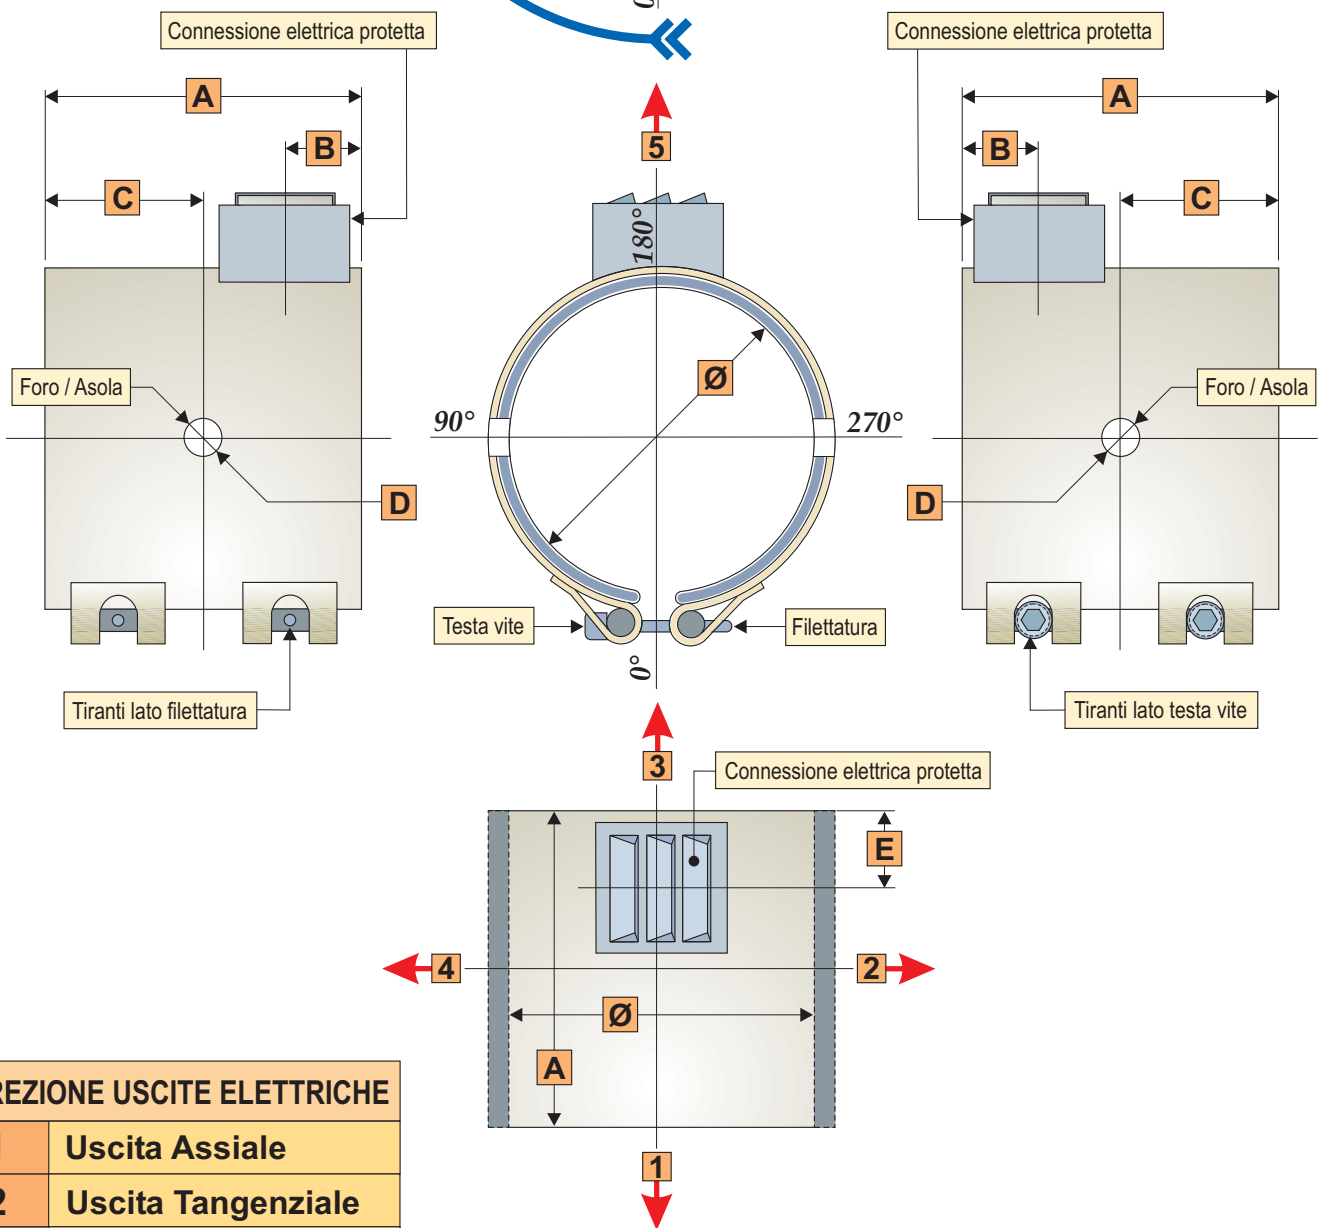 Connessione elettrica protetta
Connessione elettrica protetta
A
A
B
B
5
C
C
180°
Ø
Foro / Asola
Foro / Asola
90°
270°
D
D
Testa vite
Filettatura
0°
Tiranti lato filettatura
Tiranti lato testa vite
3
Connessione elettrica protetta
E
4
2
Ø
A
REZIONE USCITE ELETTRICHE
Uscita Assiale
1
2 Uscita Tangenziale